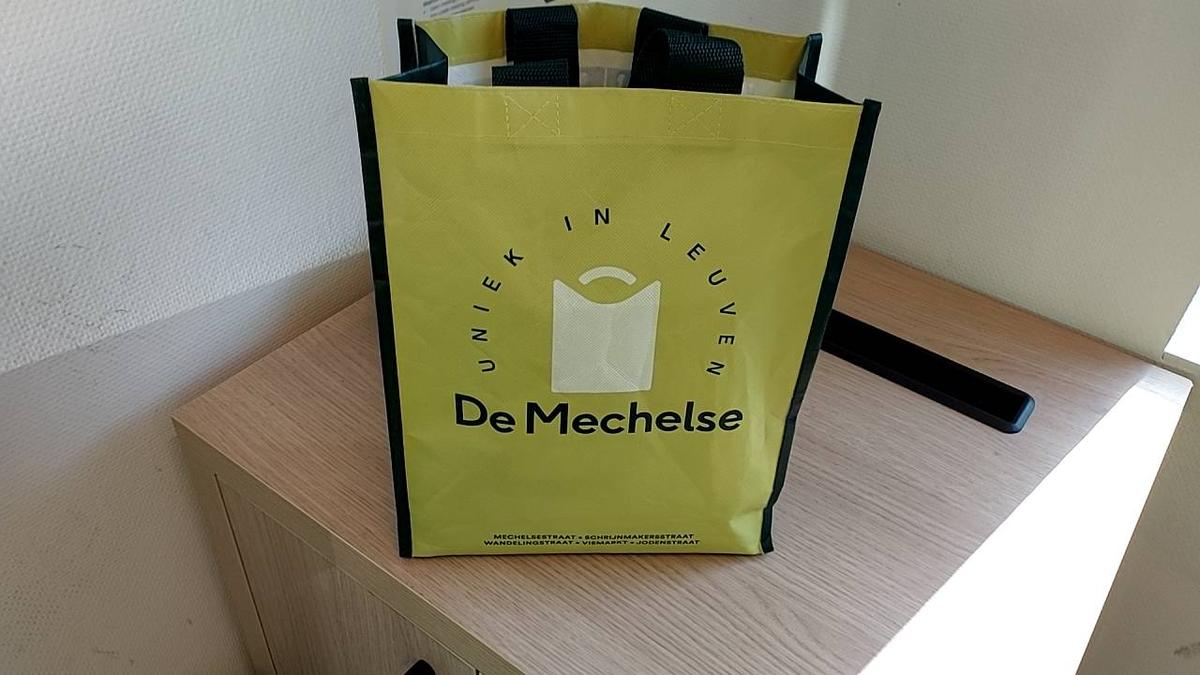 UNIEK IN LEUVEN
De Mechelse
MECHELSESTRAAT • SCHRIJNMAKERSSTRAAT
WANDELINGSTRAAT • VISMARKT • JODENSTRAAT